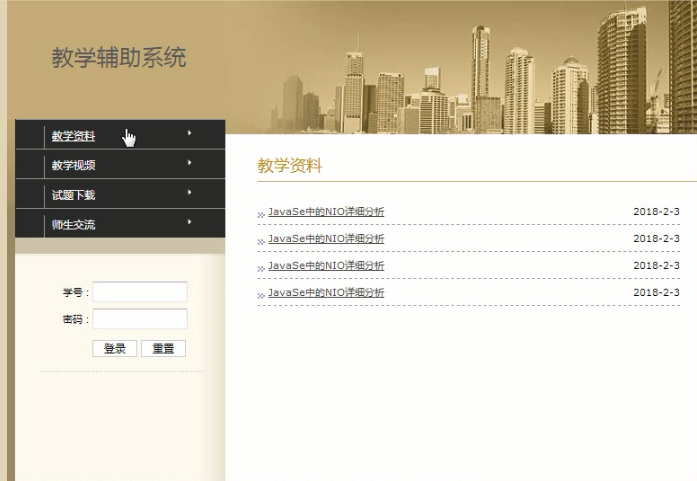 教学辅助系统
教学资料
教学视频
试题下载
师生交流
学号：
密码：
登录 重置
教学资料
JavaSe中的NIO详细分析 2018-2-3
JavaSe中的NIO详细分析 2018-2-3
JavaSe中的NIO详细分析 2018-2-3
JavaSe中的NIO详细分析 2018-2-3